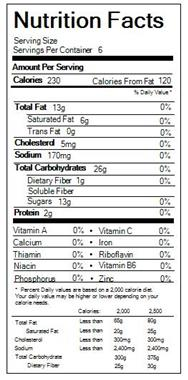 Nutrition Facts
Serving Size
Servings Per Container 6
Amount Per Serving
Calories 230 Calories From Fat 120
% Daily Value *
Total Fat 13g 0%
Saturated Fat 6g 0%
Trans Fat 0g 0%
Cholesterol 5mg 0%
Sodium 170mg 0%
Total Carbohydrates 26g 0%
Dietary Fiber 1g 0%
Soluble Fiber
Sugars 13g 0%
Protein 2g 0%
Vitamin A 0% • Vitamin C 0%
Calcium 0% • Iron 0%
Thiamin 0% • Riboflavin 0%
Niacin 0% • Vitamin B6 0%
Phosphorus 0% • Zinc 0%
* Percent Daily values are based on a 2,000 calorie diet.
Your daily value may be higher or lower depending on your
calorie needs.
Calories: 2,000 2,500
Total Fat Less than 65g 80g
Saturated Fat Less than 20g 25g
Cholesterol Less than 300mg 300mg
Sodium Less than 2,400mg 2,400mg
Total Carbohydrate 300g 375g
Dietary Fiber 25g 30g